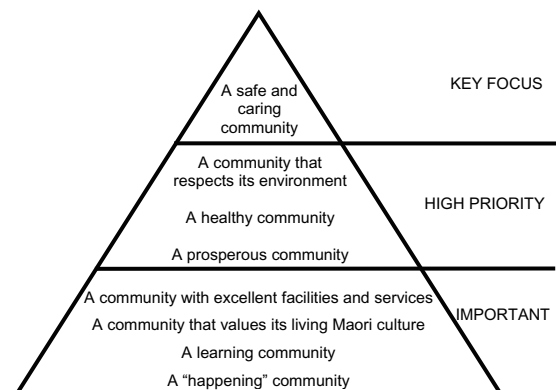 A safe and
caring
community
KEY FOCUS
A community that
respects its environment
A healthy community
A prosperous community
HIGH PRIORITY
A community with excellent facilities and services
A community that values its living Maori culture
A learning community
A “happening” community
IMPORTANT